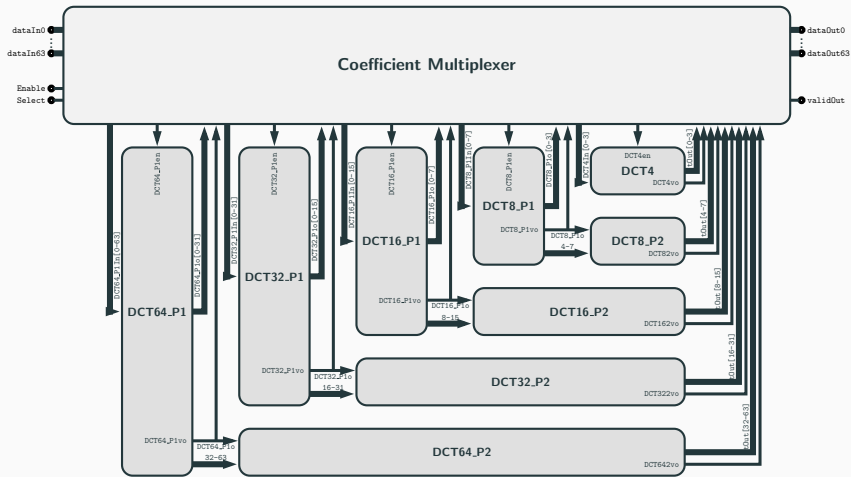 dataIn0
dataIn63
Enable
Select
Coefficient Multiplexer
dataOut0
dataOut63
validOut
DCT64_P1en
DCT32_P1en
DCT16_P1en
DCT8_P1en
DCT4en
DCT64_P1In[0-63]
DCT64_P1o[0-31]
DCT32_P1In[0-31]
DCT32_P1o[0-15]
DCT16_P1In[0-15]
DCT16_P1o[0-7]
DCT8_P1In[0-7]
DCT8_P1o[0-3]
DCT4In[0-3]
tOut[0-3]
DCT4
DCT4vo
DCT8_P1
tOut[4-7]
DCT8_P1vo
DCT8_P1o
4-7
DCT8_P2
DCT82vo
DCT16_P1
tOut[8-15]
DCT16_P1vo
DCT16_P1o
8-15
DCT16_P2
DCT162vo
DCT32_P1
tOut[16-31]
DCT32_P1vo
DCT32_P1o
16-31
DCT32_P2
DCT322vo
DCT64_P1
tOut[32-63]
DCT64_P1vo
DCT64_P1o
32-63
DCT64_P2
DCT642vo